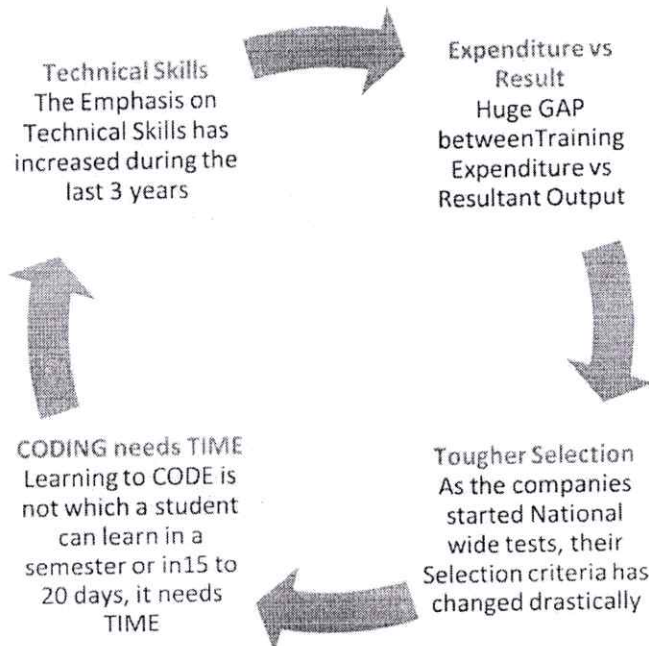 Technical Skills
The Emphasis on
Technical Skills has
increased during the
last 3 years
Expenditure vs
Result
Huge GAP
betweenTraining
Expenditure vs
Resultant Output
Tougher Selection
As the companies
started National
wide tests, their
Selection criteria has
changed drastically
CODING needs TIME
Learning to CODE is
not which a student
can learn in a
semester or in15 to
20 days, it needs
TIME